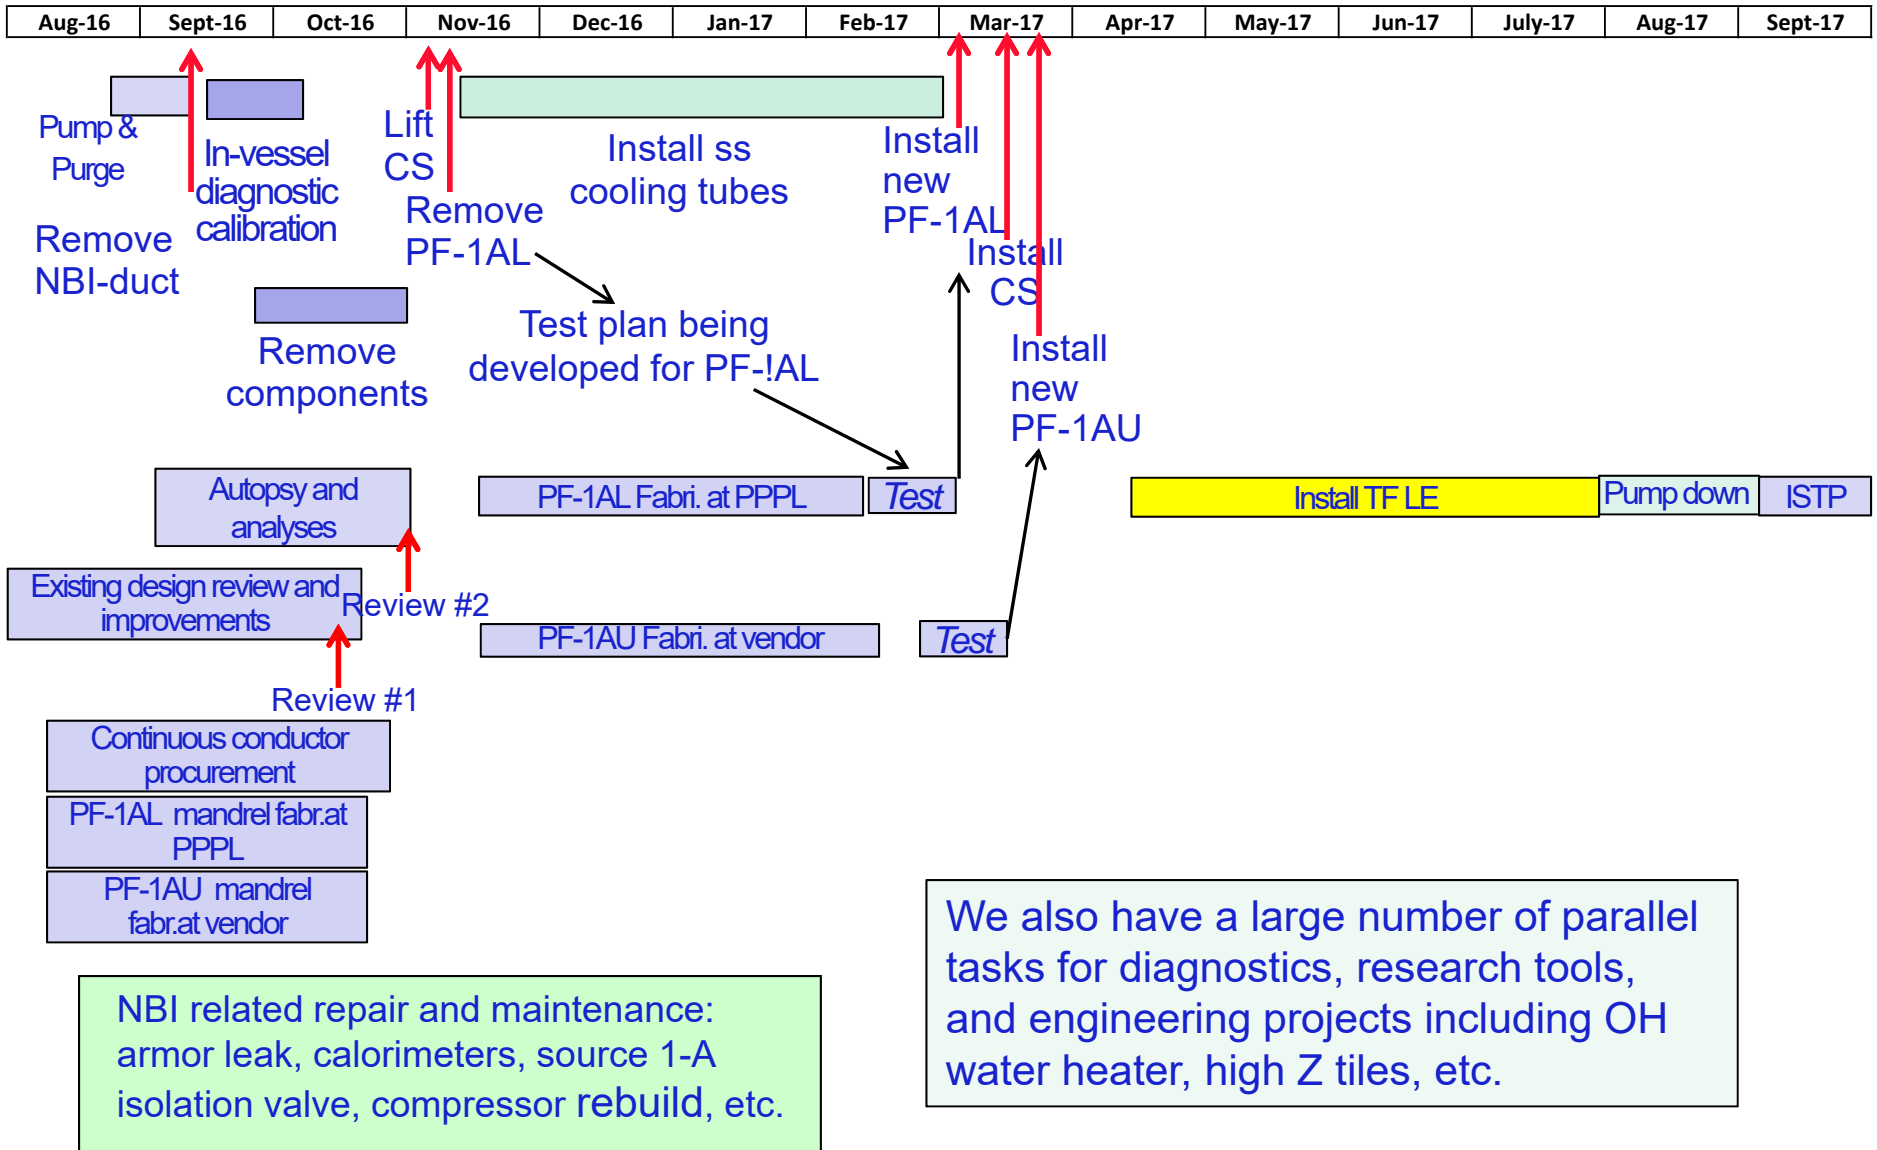 Aug-16 Sept-16 Oct-16 Nov-16 Dec-16 Jan-17 Feb-17 Mar-17 Apr-17 May-17 Jun-17 July-17 Aug-17 Sept-17
Pump &
Purge
Remove
NBI-duct
In-vessel
diagnostic
calibration
Remove
components
Lift
CS
Remove
PF-1AL
Install ss
cooling tubes
Test plan being
developed for PF-!AL
Install
new
PF-1AL
Install
CS
Install
new
PF-1AU
Autopsy and
analyses
PF-1AL Fabri. at PPPL
Test
Install TF LE
Pump down
ISTP
Existing design review and
improvements
Review #2
PF-1AU Fabri. at vendor
Test
Review #1
Continuous conductor
procurement
PF-1AL mandrel fabr.at
PPPL
PF-1AU mandrel
fabr.at vendor
NBI related repair and maintenance:
armor leak, calorimeters, source 1-A
isolation valve, compressor rebuild, etc.
We also have a large number of parallel
tasks for diagnostics, research tools,
and engineering projects including OH
water heater, high Z tiles, etc.